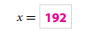 x = 192